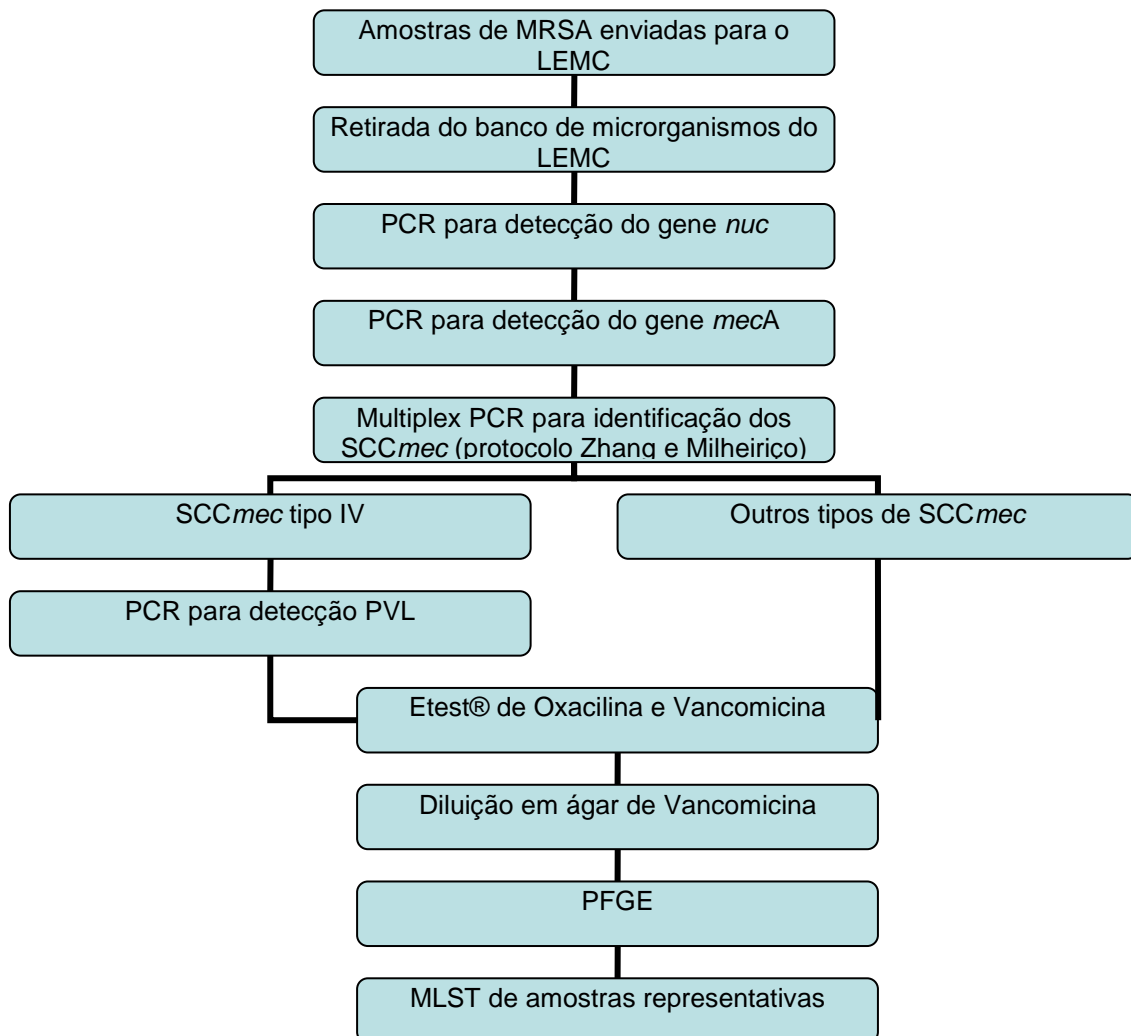 Amostras de MRSA enviadas para o
LEMC
Retirada do banco de microrganismos do
LEMC
PCR para detecção do gene nuc
PCR para detecção do gene mecA
Multiplex PCR para identificação dos
SCCmec (protocolo Zhang e Milheiriço)
SCCmec tipo IV
Outros tipos de SCCmec
PCR para detecção PVL
Etest® de Oxacilina e Vancomicina
Diluição em ágar de Vancomicina
PFGE
MLST de amostras representativas